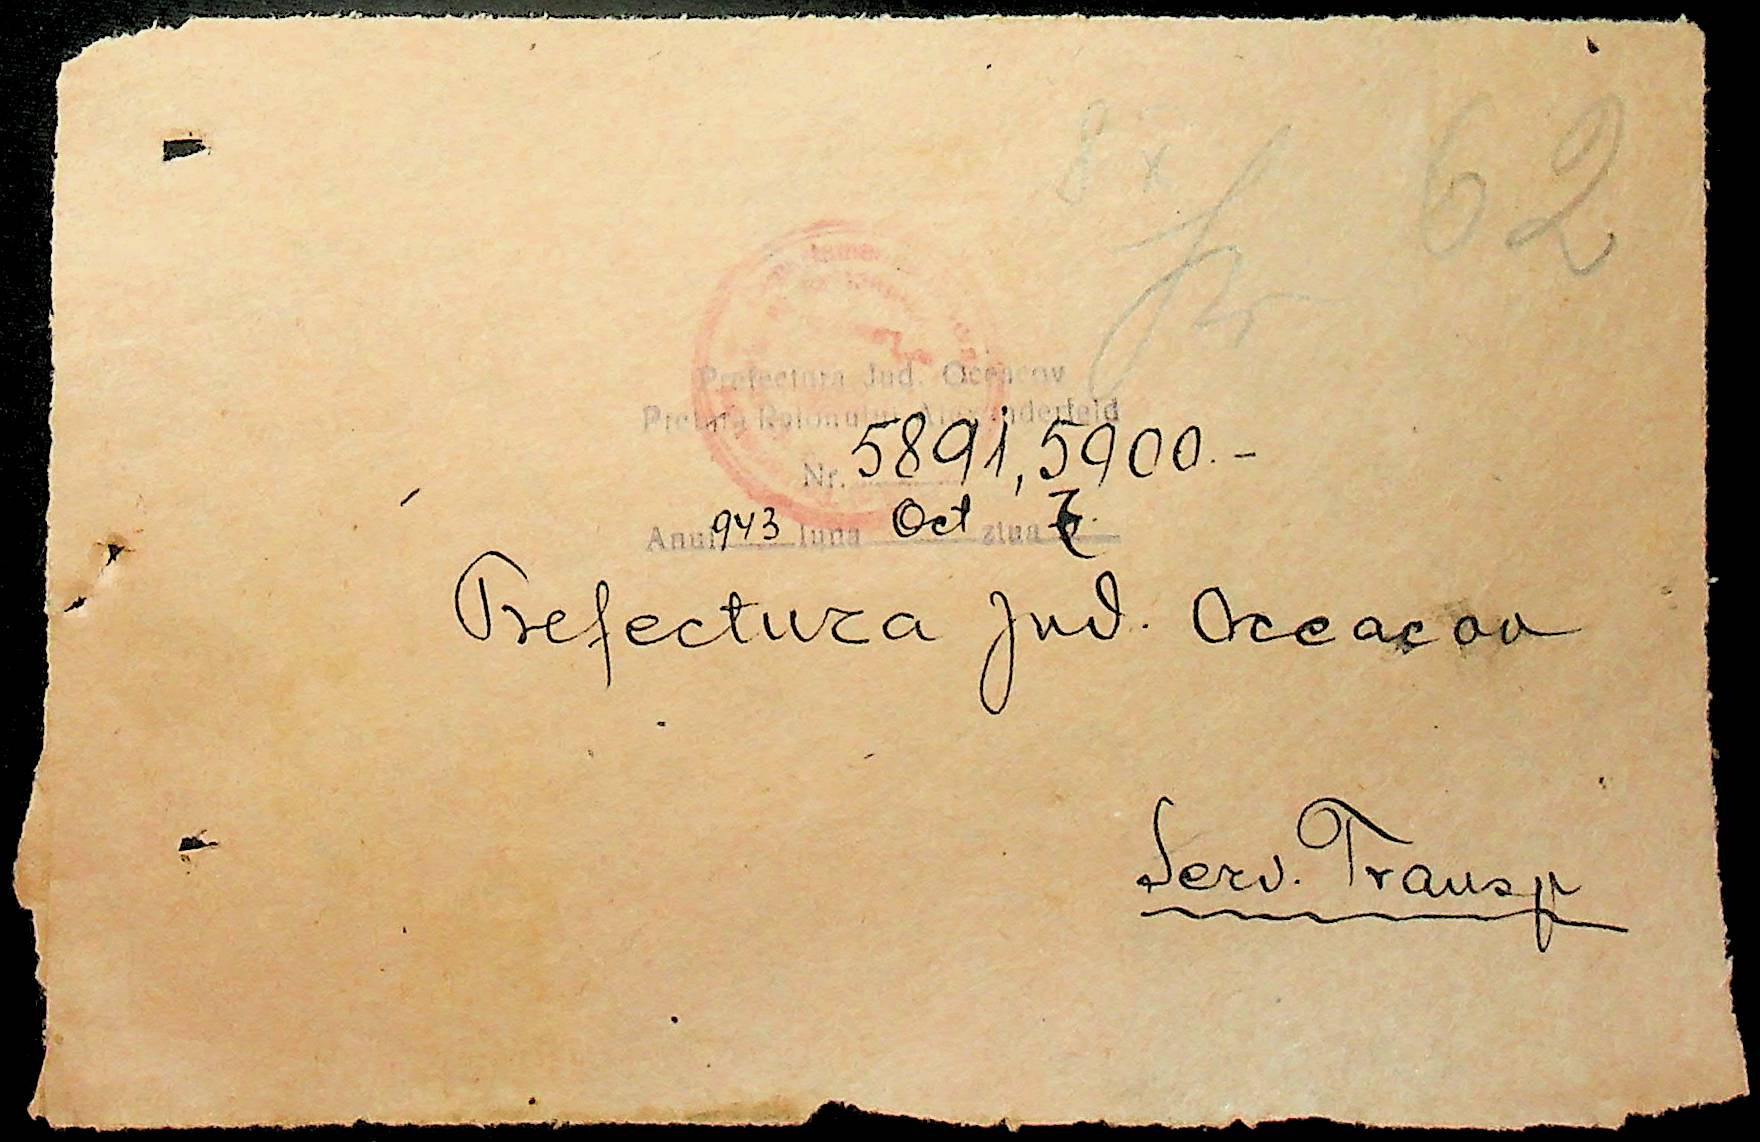 62
8 x
Prefectura Jud. Oceacov
Pretura Raionului Alexanderfeld
Nr. 5891, 5900.-
Anul 943 luna Oct ziua 7
Prefectura Jud. Oceacov
Serv. Transp